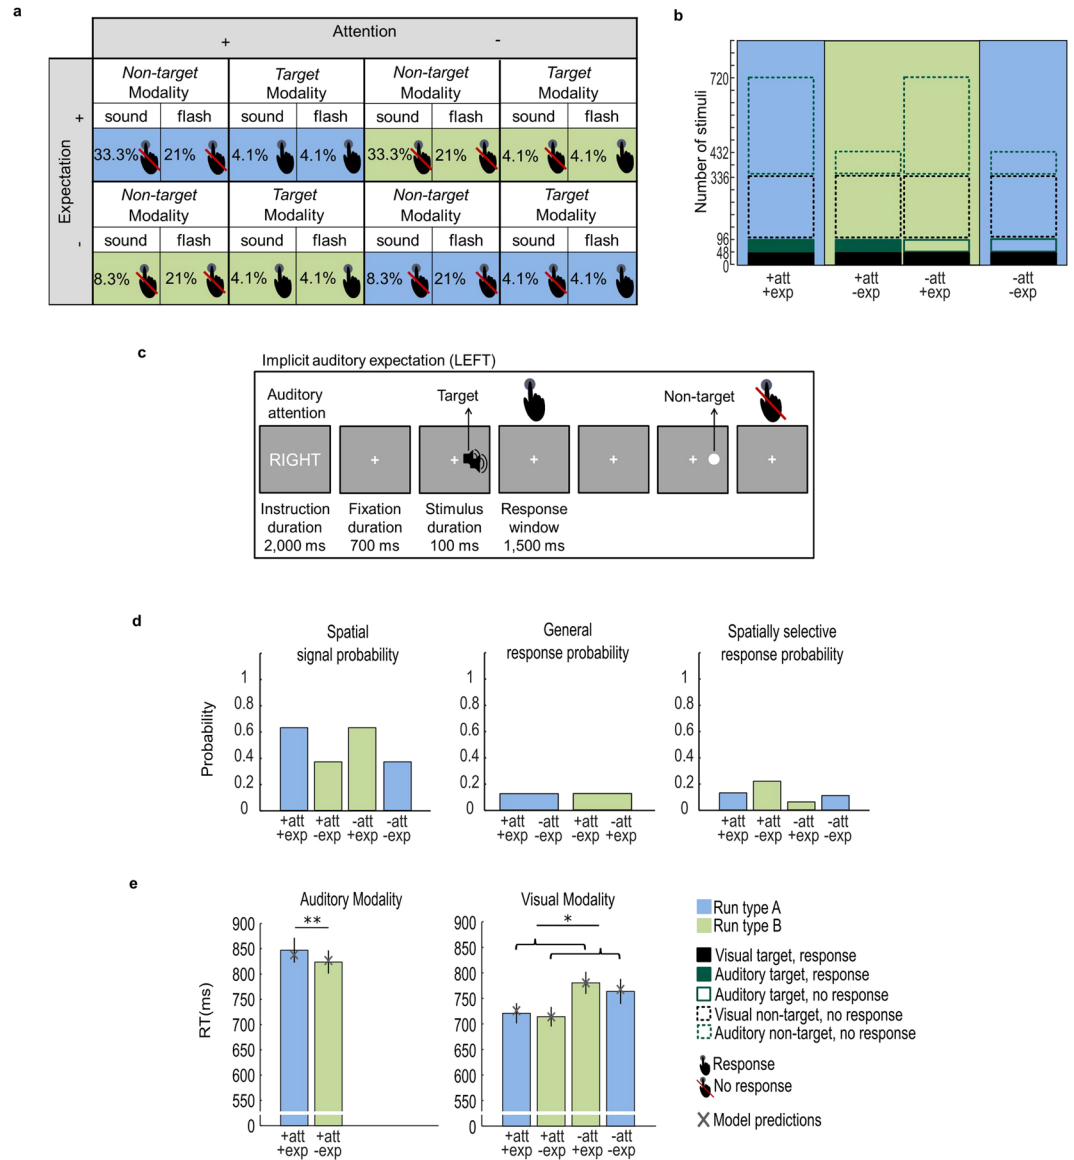 a
Attention
+ -
Expectation
+
Non-target Modality Target Modality Non-target Modality Target Modality
sound flash sound flash sound flash sound flash
33.3% 21% 4.1% 4.1% 33.3% 21% 4.1% 4.1%
-
Non-target Modality Target Modality Non-target Modality Target Modality
sound flash sound flash sound flash sound flash
8.3% 21% 4.1% 4.1% 8.3% 21% 4.1% 4.1%
b
Number of stimuli
720
432
336
96
48
0
+att +att -att -att
+exp -exp +exp -exp
c
Implicit auditory expectation (LEFT)
Auditory attention
Target
Non-target
RIGHT
+ + + + + +
Instruction duration 2,000 ms
Fixation duration 700 ms
Stimulus duration 100 ms
Response window 1,500 ms
d
Spatial
signal probability
Probability
1
0.8
0.6
0.4
0.2
0
+att +att -att -att
+exp -exp +exp -exp
General
response probability
1
0.8
0.6
0.4
0.2
0
+att -att +att -att
+exp -exp -exp +exp
Spatially selective
response probability
1
0.8
0.6
0.4
0.2
0
+att +att -att -att
+exp -exp +exp -exp
e
Auditory Modality
**
RT(ms)
900
850
800
750
700
650
600
550
0
+att +att
+exp -exp
Visual Modality
*
900
850
800
750
700
650
600
550
0
+att +att -att -att
+exp -exp +exp -exp
Run type A
Run type B
Visual target, response
Auditory target, response
Auditory target, no response
Visual non-target, no response
Auditory non-target, no response
Response
No response
Model predictions